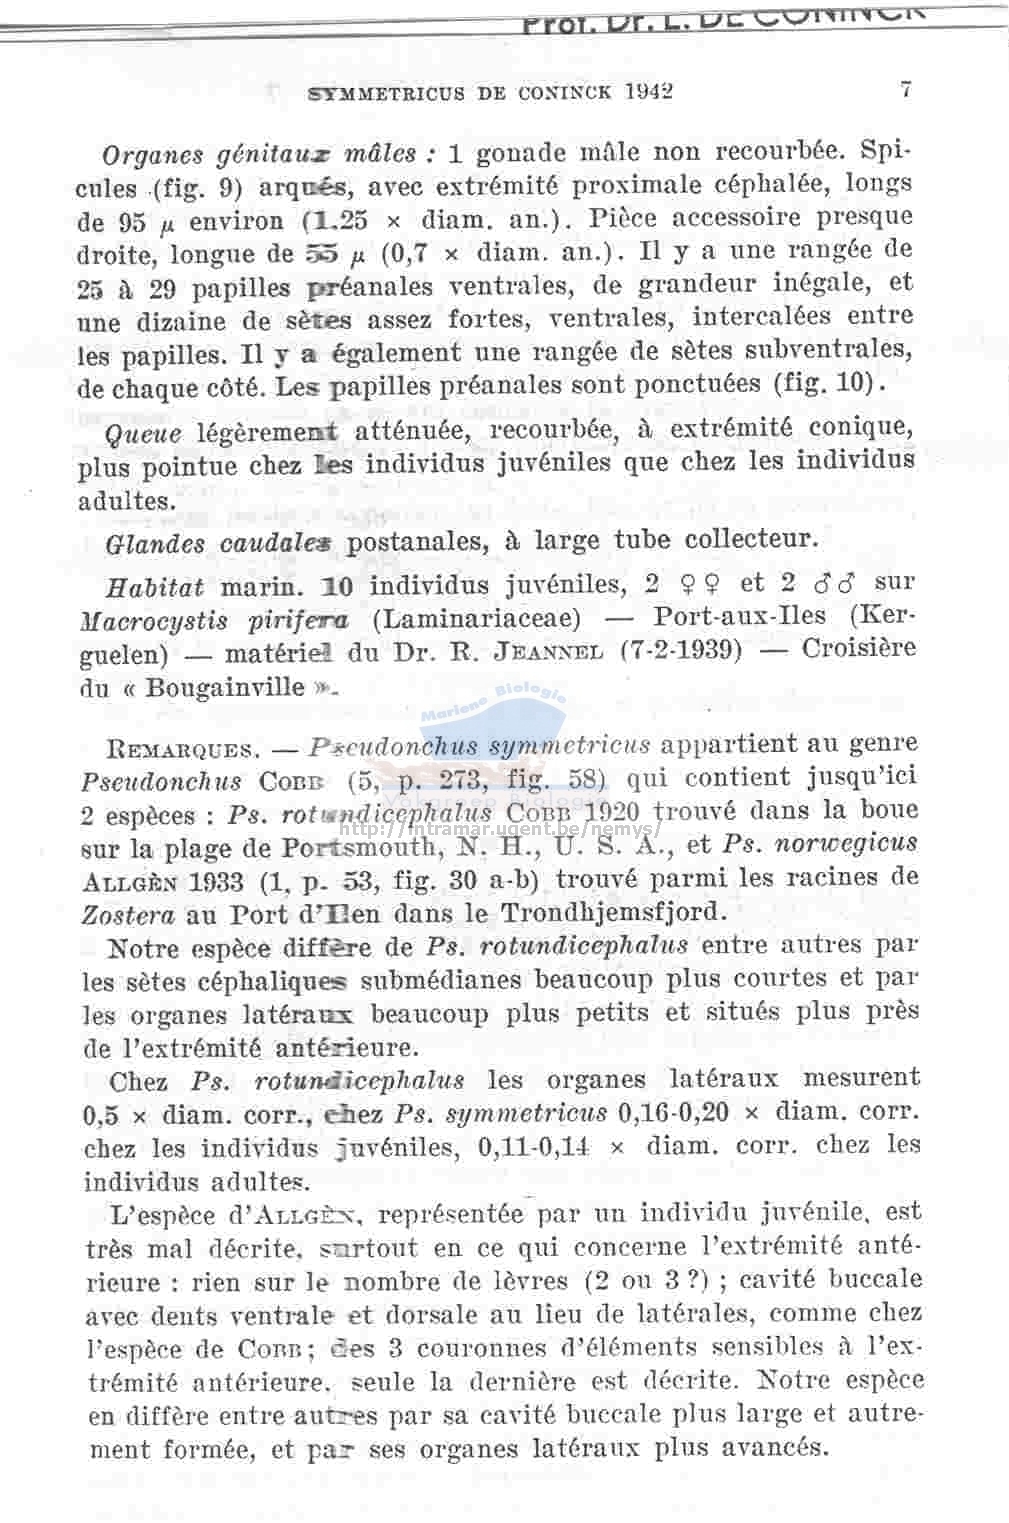 Prof. Dr. L. DE CONINCK
SYMMETRICUS DE CONINCK 1942 7
Organes génitaux mâles : 1 gonade mâle non recourbée. Spi-
cules (fig. 9) arqués, avec extrémité proximale céphalée, longs
de 95 μ environ (1.25 × diam. an.). Pièce accessoire presque
droite, longue de 55 μ (0,7 × diam. an.). Il y a une rangée de
25 à 29 papilles préanales ventrales, de grandeur inégale, et
une dizaine de sètes assez fortes, ventrales, intercalées entre
les papilles. Il y a également une rangée de sètes subventrales,
de chaque côté. Les papilles préanales sont ponctuées (fig. 10).
Queue légèrement atténuée, recourbée, à extrémité conique,
plus pointue chez les individus juvéniles que chez les individus
adultes.
Glandes caudales postanales, à large tube collecteur.
Habitat marin. 10 individus juvéniles, 2 ♀♀ et 2 ♂♂ sur
Macrocystis pirifera (Laminariaceae) — Port-aux-Iles (Ker-
guelen) — matériel du Dr. R. JEANNEL (7-2-1939) — Croisière
du « Bougainville ».
Mariene Biologie
REMARQUES. — Pseudonchus symmetricus appartient au genre
Pseudonchus COBB (5, p. 273, fig. 58) qui contient jusqu'ici
Vakgroep Biologie
2 espèces : Ps. rotundicephalus COBB 1920 trouvé dans la boue
http://intramar.ugent.be/nemys/
sur la plage de Portsmouth, N. H., U. S. A., et Ps. norwegicus
ALLGÈN 1933 (1, p. 53, fig. 30 a-b) trouvé parmi les racines de
Zostera au Port d'Ilen dans le Trondhjemsfjord.
Notre espèce diffère de Ps. rotundicephalus entre autres par
les sètes céphaliques submédianes beaucoup plus courtes et par
les organes latéraux beaucoup plus petits et situés plus près
de l'extrémité antérieure.
Chez Ps. rotundicephalus les organes latéraux mesurent
0,5 × diam. corr., chez Ps. symmetricus 0,16-0,20 × diam. corr.
chez les individus juvéniles, 0,11-0,14 × diam. corr. chez les
individus adultes.
L'espèce d'ALLGÈN, représentée par un individu juvénile, est
très mal décrite, surtout en ce qui concerne l'extrémité anté-
rieure : rien sur le nombre de lèvres (2 ou 3 ?) ; cavité buccale
avec dents ventrale et dorsale au lieu de latérales, comme chez
l'espèce de COBB ; des 3 couronnes d'éléments sensibles à l'ex-
trémité antérieure, seule la dernière est décrite. Notre espèce
en diffère entre autres par sa cavité buccale plus large et autre-
ment formée, et par ses organes latéraux plus avancés.